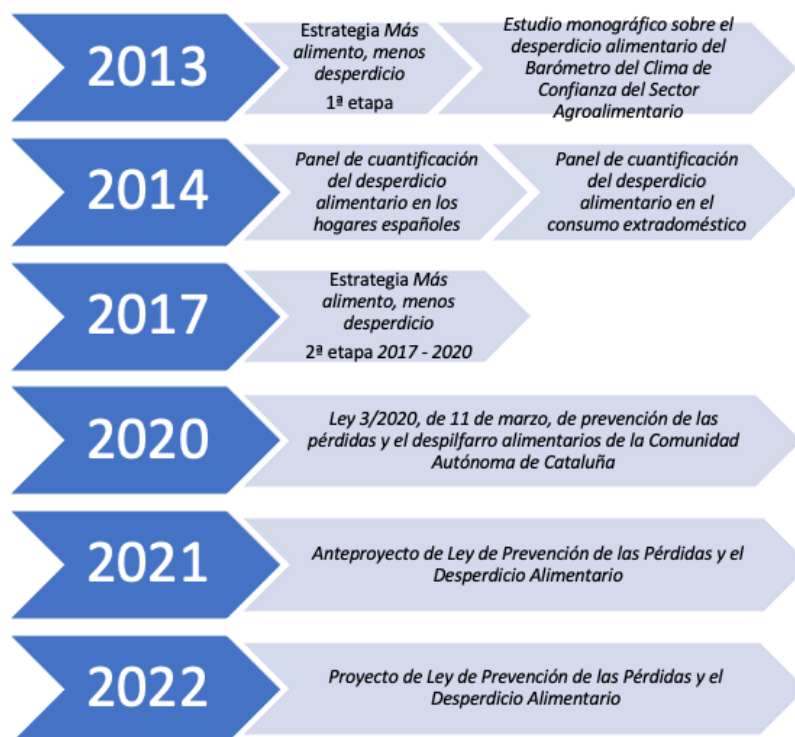 2013
Estrategia Más
alimento, menos
desperdicio
1ª etapa
Estudio monográfico sobre el
desperdicio alimentario del
Barómetro del Clima de
Confianza del Sector
Agroalimentario
2014
Panel de cuantificación
del desperdicio
alimentario en los
hogares españoles
Panel de cuantificación
del desperdicio
alimentario en el
consumo extradoméstico
2017
Estrategia Más
alimento, menos
desperdicio
2ª etapa 2017 - 2020
2020
Ley 3/2020, de 11 de marzo, de prevención de las
pérdidas y el despilfarro alimentarios de la Comunidad
Autónoma de Cataluña
2021
Anteproyecto de Ley de Prevención de las Pérdidas y el
Desperdicio Alimentario
2022
Proyecto de Ley de Prevención de las Pérdidas y el
Desperdicio Alimentario